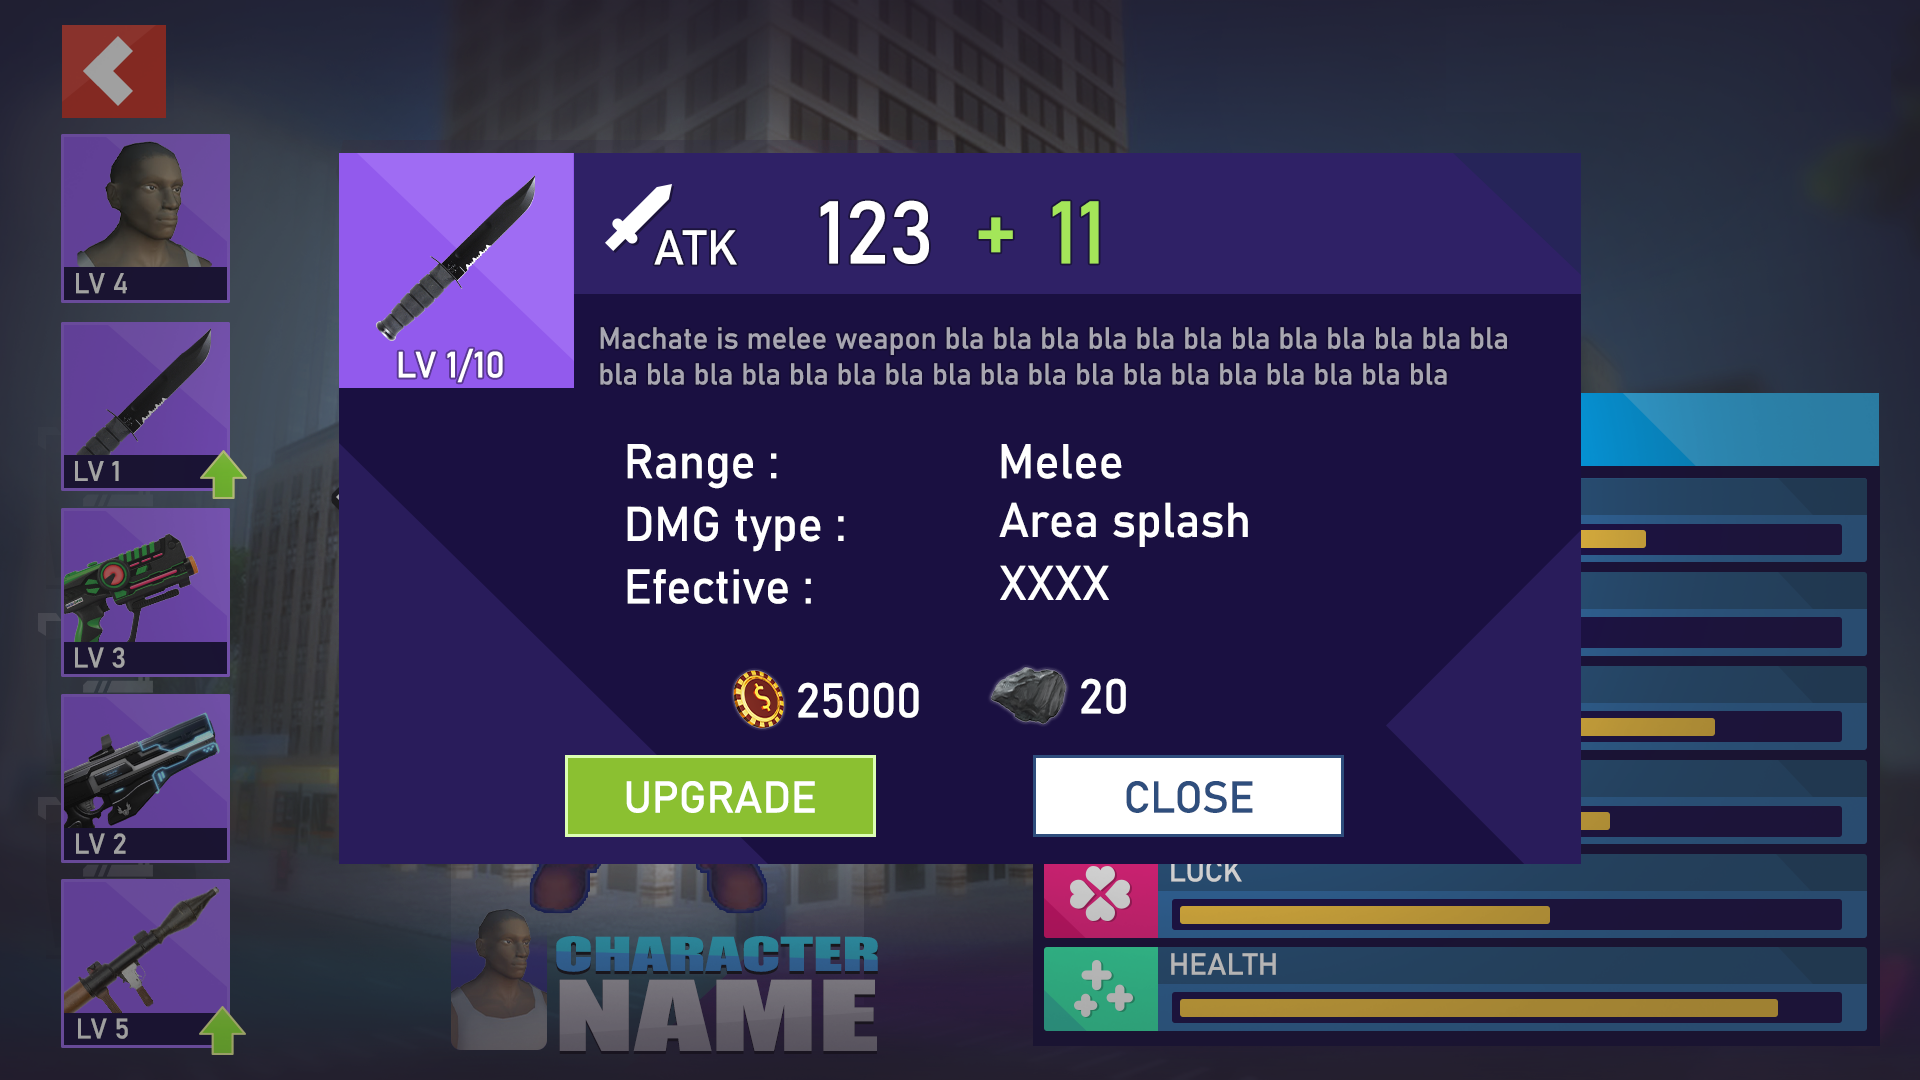 LV 4
LV 1
LV 3
LV 2
LV 5
LV 1/10
ATK 123 + 11
Machate is melee weapon bla bla bla bla bla bla bla bla bla bla bla bla
bla bla bla bla bla bla bla bla bla bla bla bla bla bla bla bla bla bla
Range : Melee
DMG type : Area splash
Efective : XXXX
25000 20
UPGRADE CLOSE
LUCK
HEALTH
CHARACTER
NAME